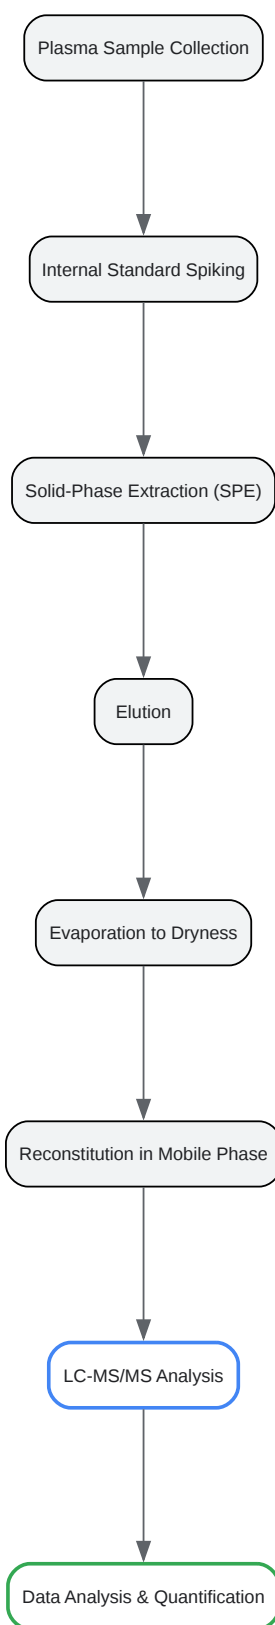 Plasma Sample Collection
Internal Standard Spiking
Solid-Phase Extraction (SPE)
Elution
Evaporation to Dryness
Reconstitution in Mobile Phase
LC-MS/MS Analysis
Data Analysis & Quantification